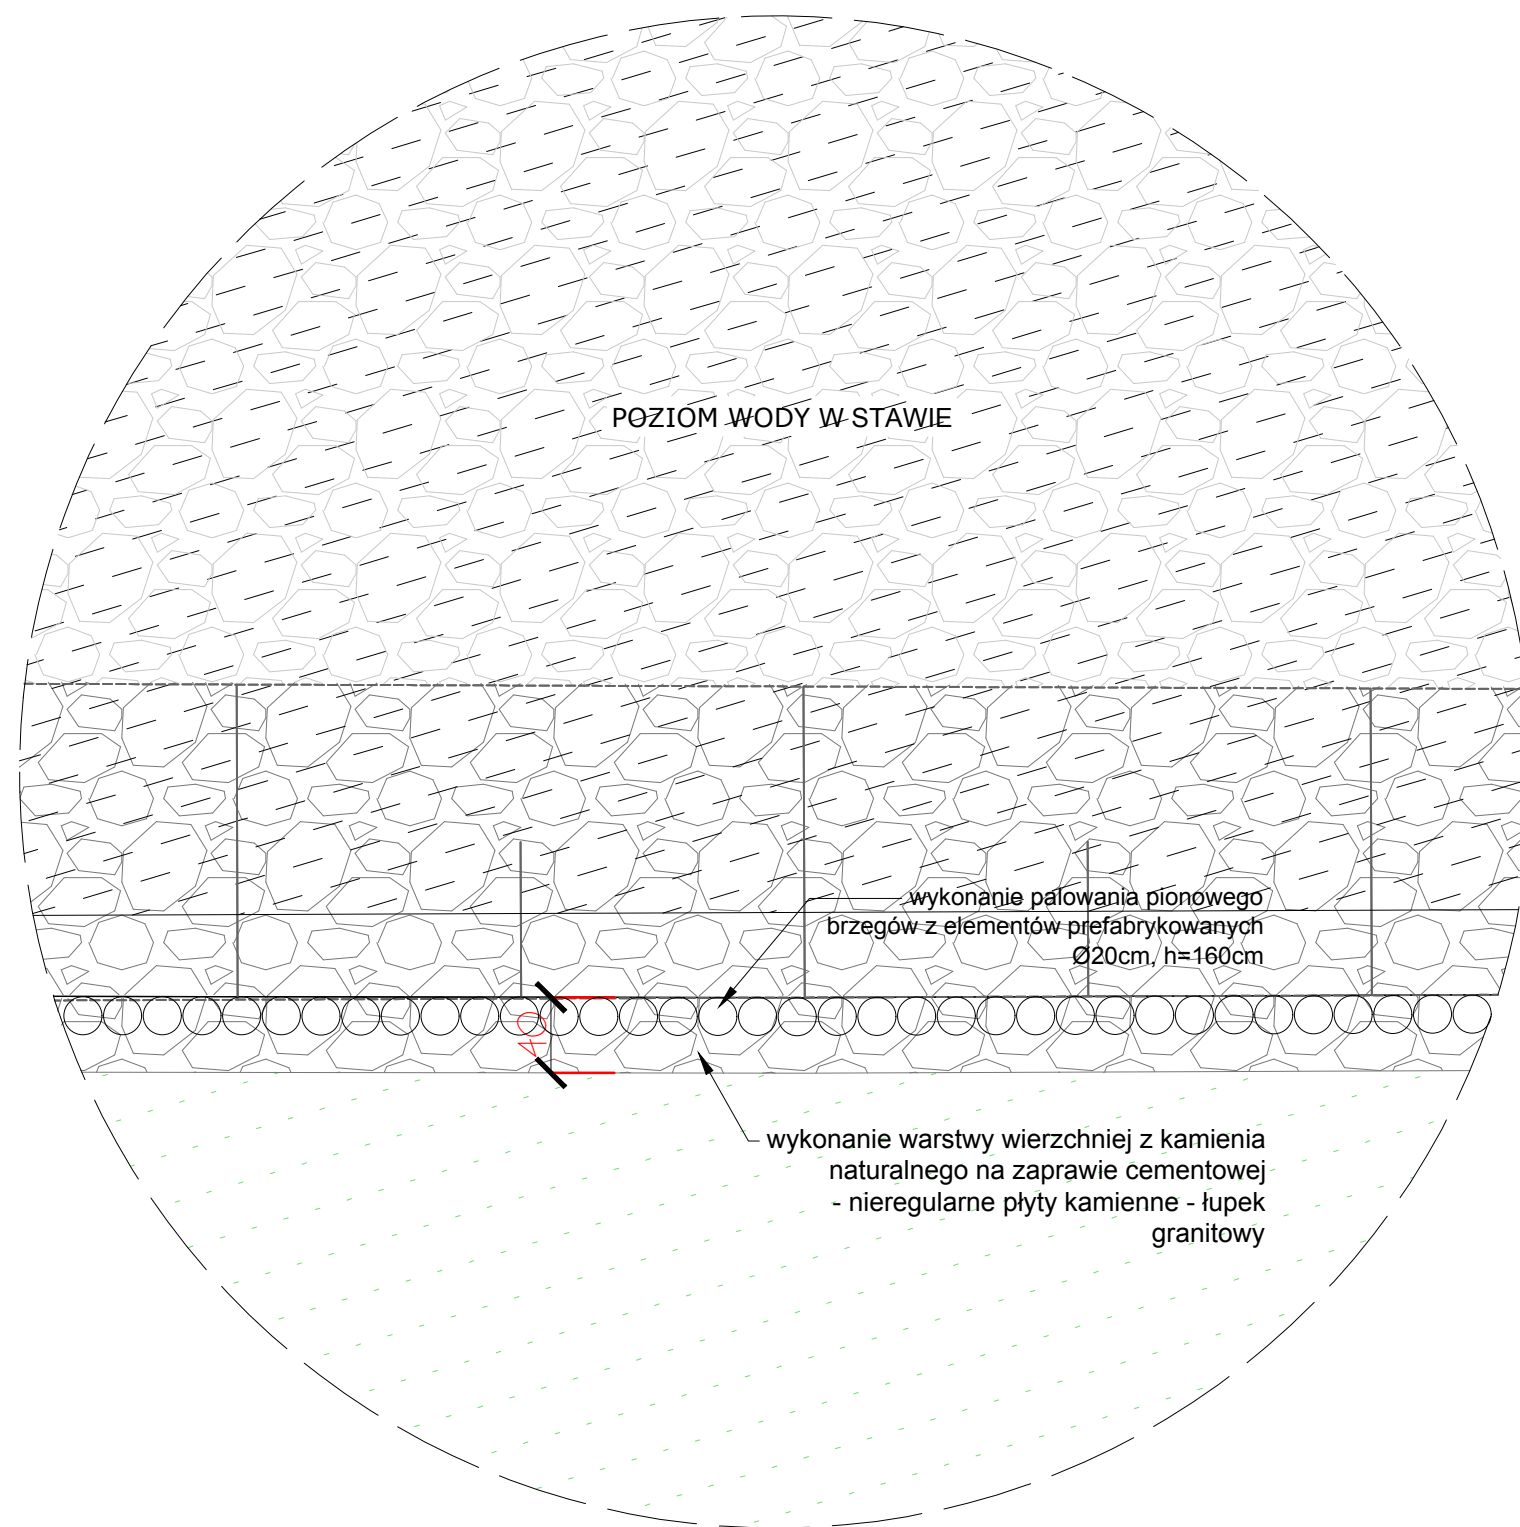 POZIOM WODY W STAWIE
wykonanie palowania pionowego
brzegów z elementów prefabrykowanych
Ø20cm, h=160cm
40
wykonanie warstwy wierzchniej z kamienia
naturalnego na zaprawie cementowej
- nieregularne płyty kamienne - łupek
granitowy